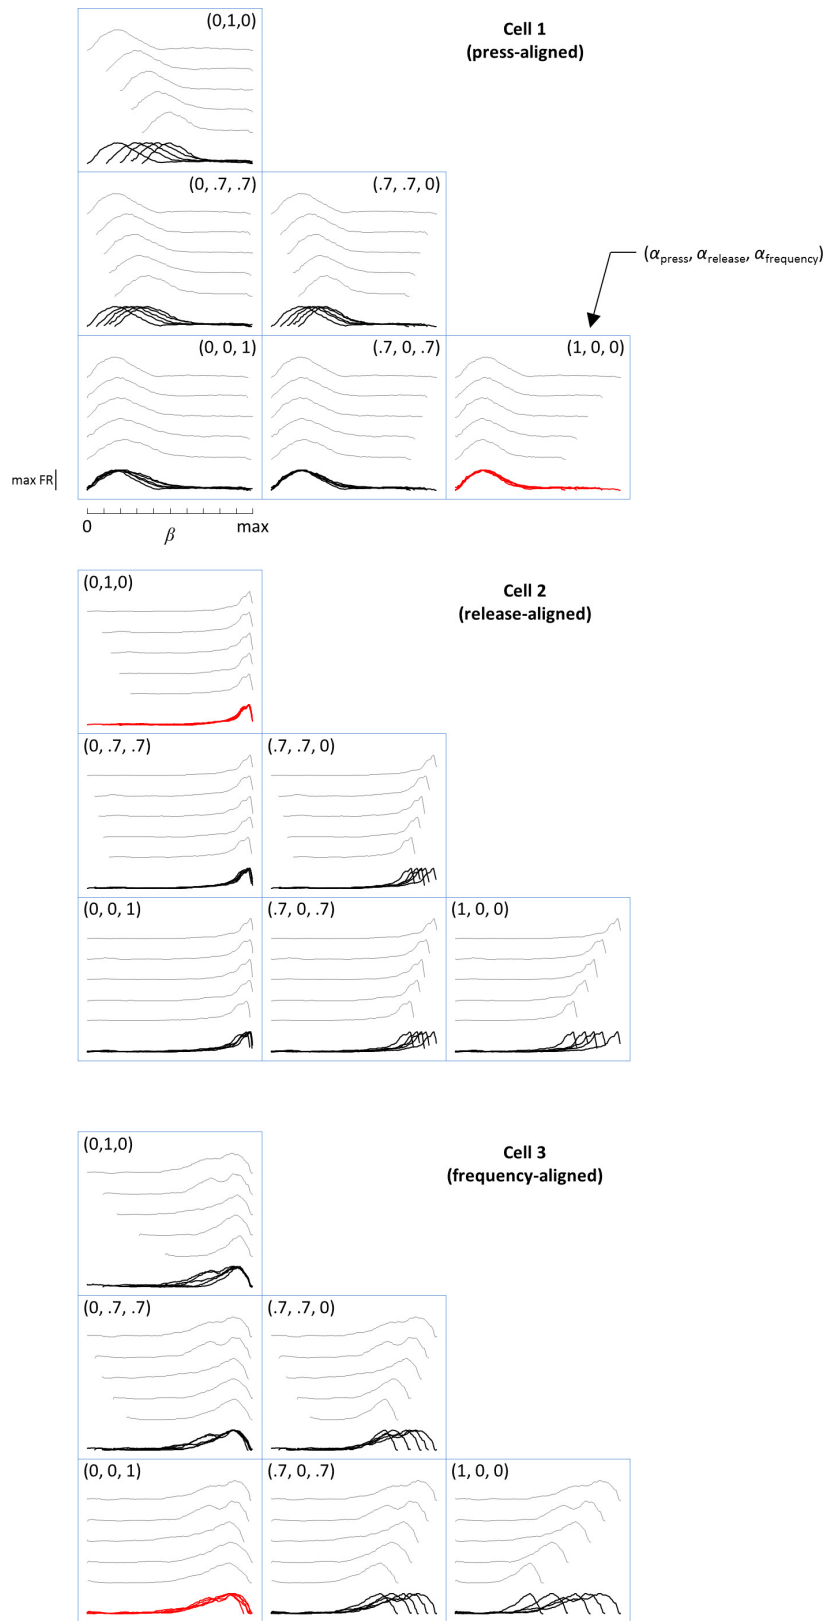 (0,1,0)
Cell 1
(press-aligned)
(0, .7, .7)
(.7, .7, 0)
(αpress, αrelease, αfrequency)
(0, 0, 1)
(.7, 0, .7)
(1, 0, 0)
max FR
0
max
β
(0,1,0)
Cell 2
(release-aligned)
(0, .7, .7)
(.7, .7, 0)
(0, 0, 1)
(.7, 0, .7)
(1, 0, 0)
(0,1,0)
Cell 3
(frequency-aligned)
(0, .7, .7)
(.7, .7, 0)
(0, 0, 1)
(.7, 0, .7)
(1, 0, 0)